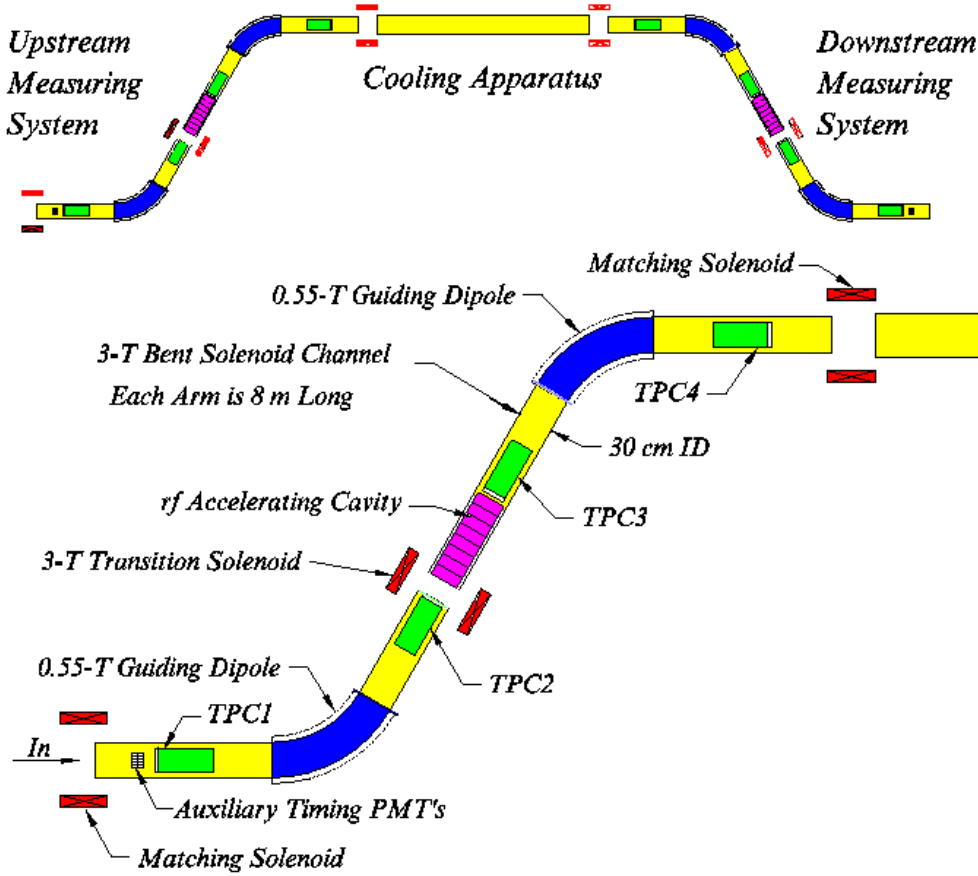 Upstream
Measuring
System
Cooling Apparatus
Downstream
Measuring
System
Matching Solenoid
0.55-T Guiding Dipole
3-T Bent Solenoid Channel
Each Arm is 8 m Long
TPC4
30 cm ID
rf Accelerating Cavity
TPC3
3-T Transition Solenoid
0.55-T Guiding Dipole
TPC2
TPC1
In
Auxiliary Timing PMT's
Matching Solenoid